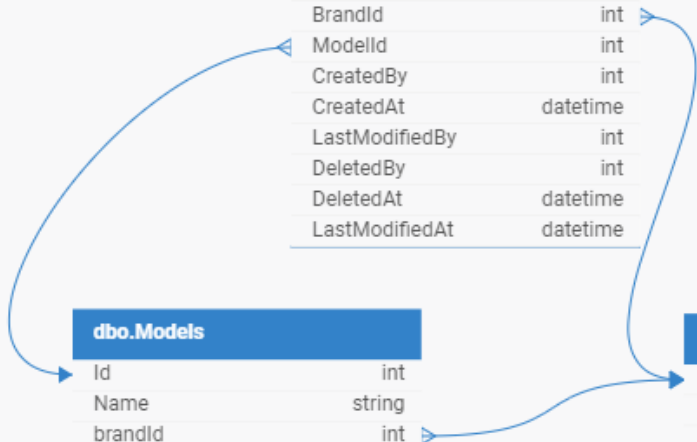 BrandId int
ModelId int
CreatedBy int
CreatedAt datetime
LastModifiedBy int
DeletedBy int
DeletedAt datetime
LastModifiedAt datetime
dbo.Models
Id int
Name string
brandId int